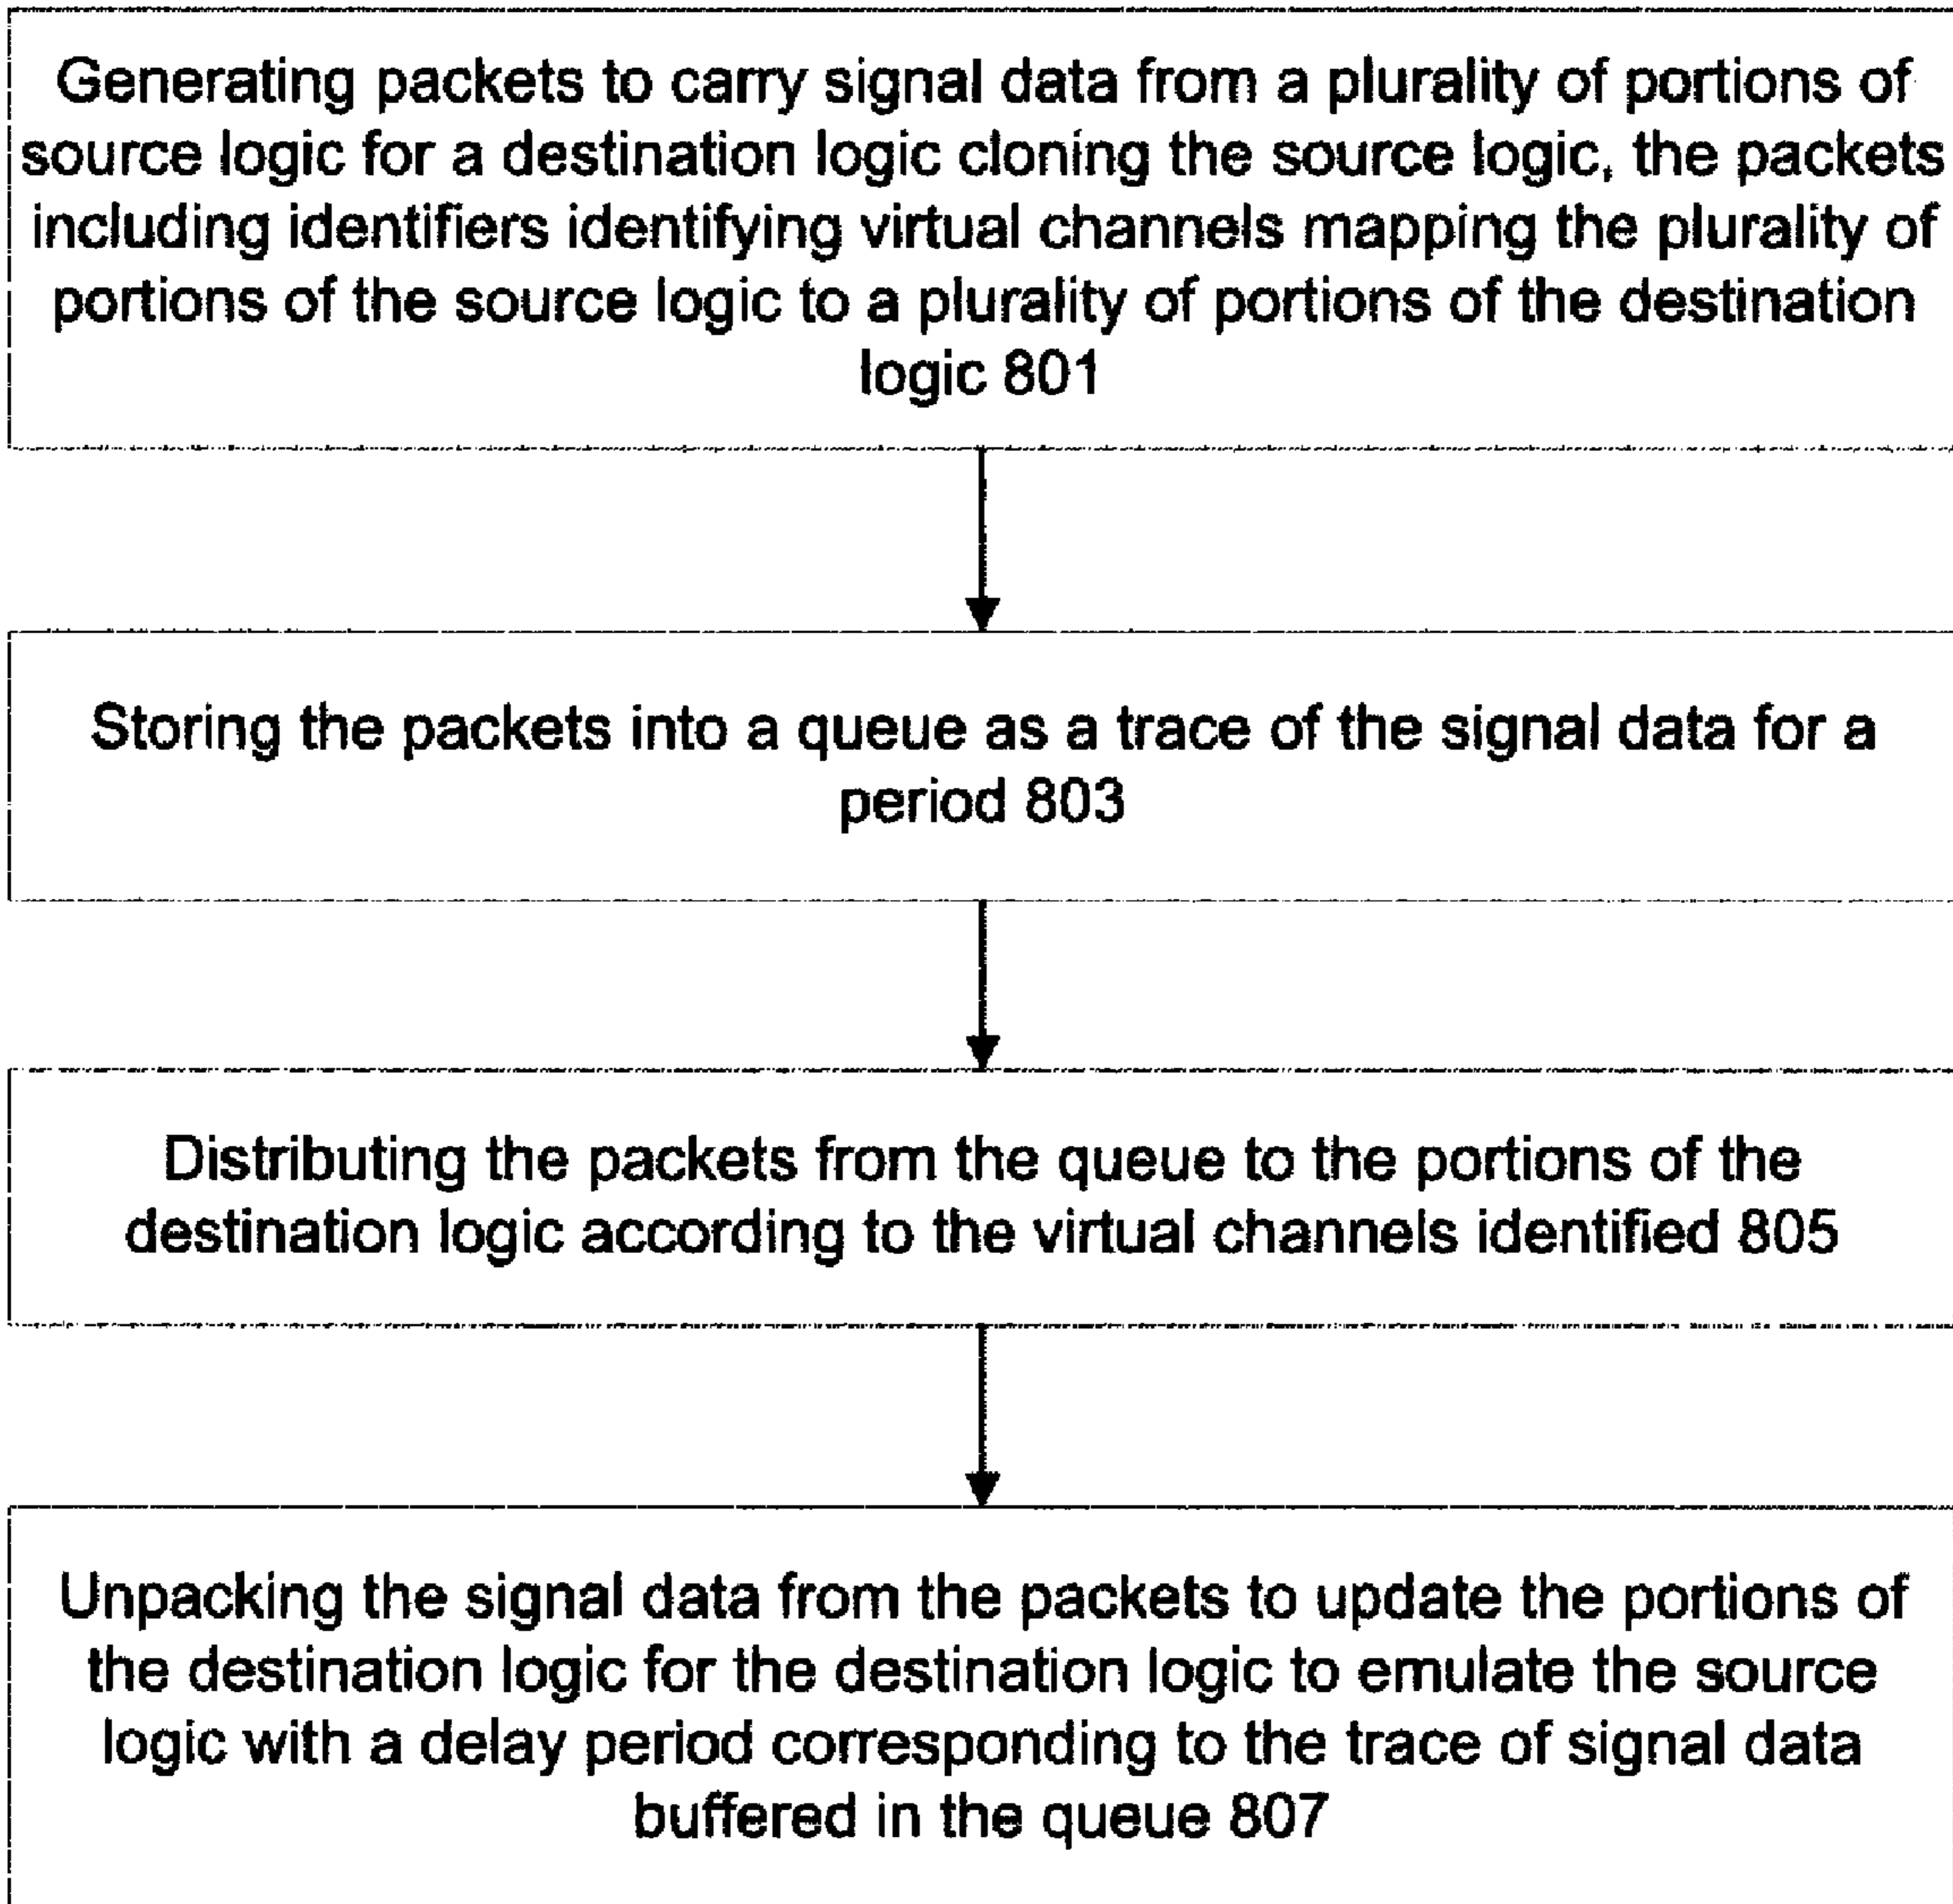 Generating packets to carry signal data from a plurality of portions of
source logic for a destination logic cloning the source logic, the packets
including identifiers identifying virtual channels mapping the plurality of
portions of the source logic to a plurality of portions of the destination
logic 801
Storing the packets into a queue as a trace of the signal data for a
period 803
Distributing the packets from the queue to the portions of the
destination logic according to the virtual channels identified 805
Unpacking the signal data from the packets to update the portions of
the destination logic for the destination logic to emulate the source
logic with a delay period corresponding to the trace of signal data
buffered in the queue 807